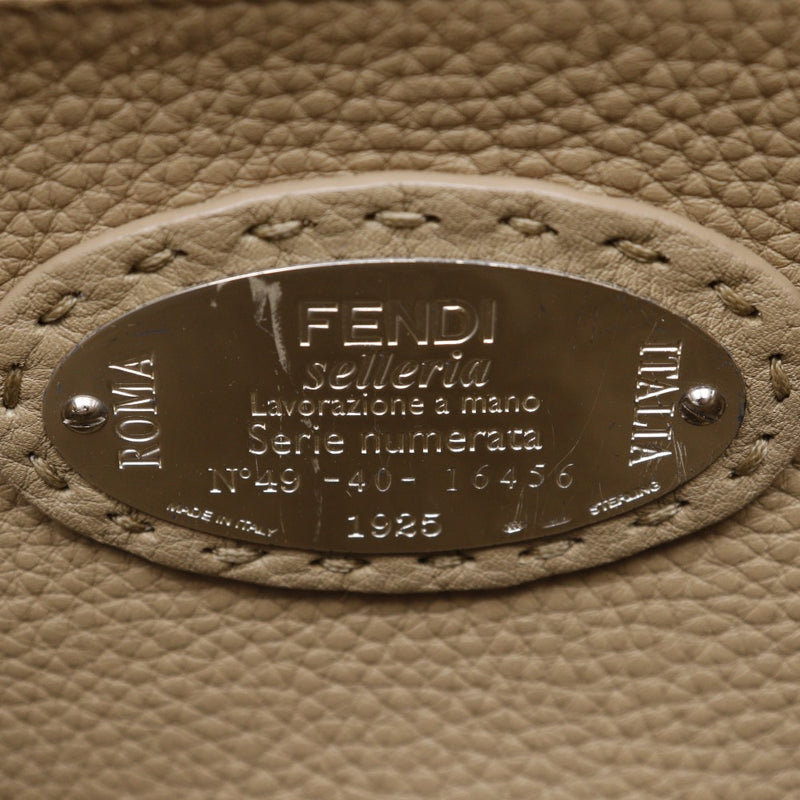 FENDI
selleria
Lavorazione a mano
Serie numerata
N°49 -40- 16456
1925
ROMA
ITALIA
MADE IN ITALY
STERLING